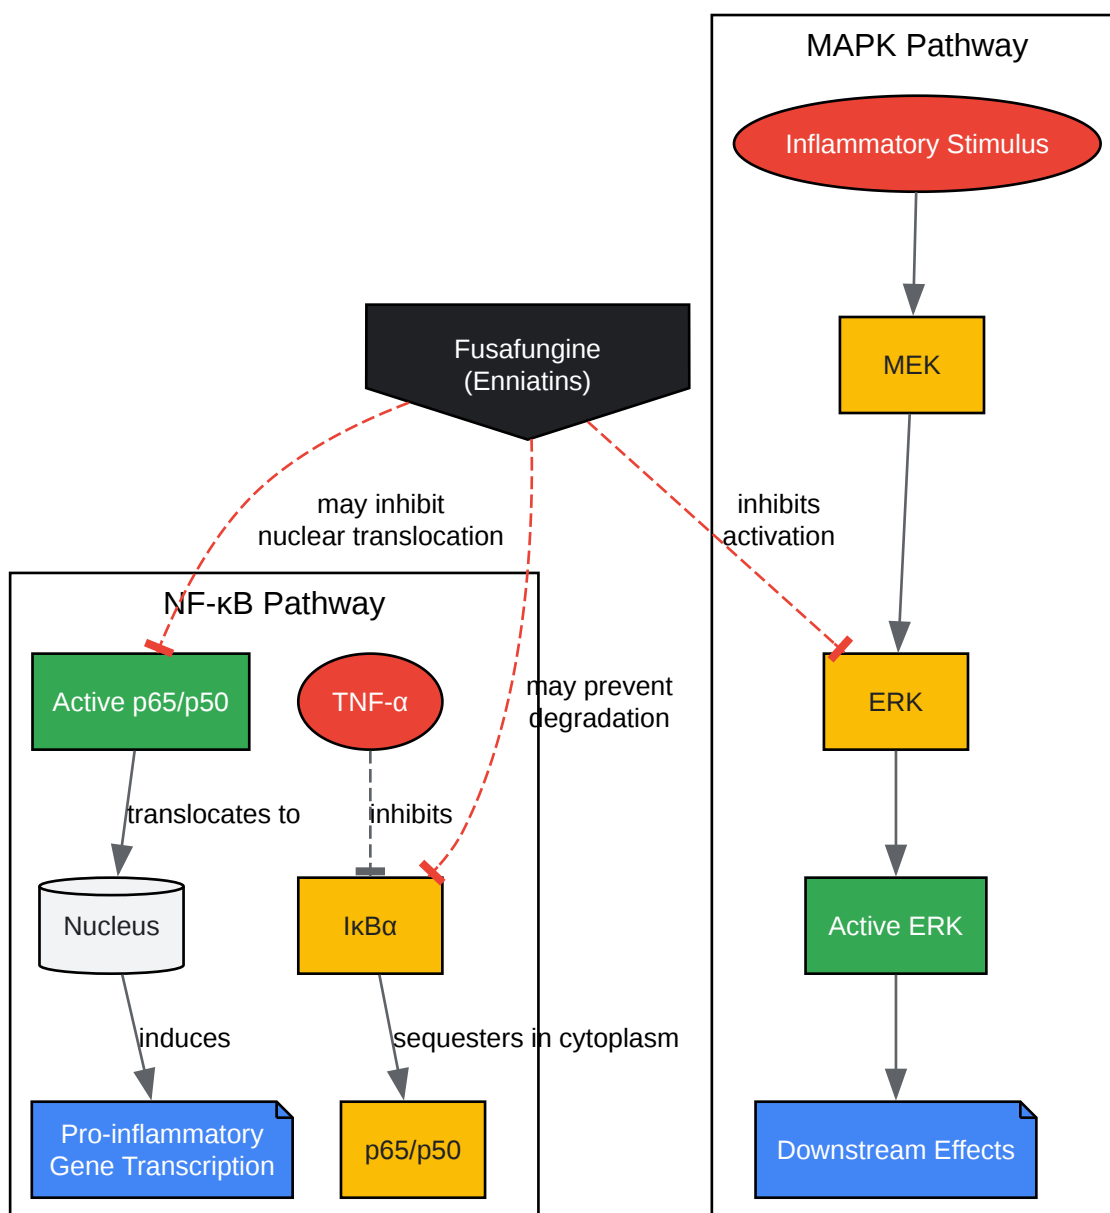 MAPK Pathway
Inflammatory Stimulus
Fusafungine
(Enniatins)
MEK
may inhibit
nuclear translocation
inhibits
activation
NF-κB Pathway
Active p65/p50
TNF-α
may prevent
degradation
ERK
translocates to
inhibits
Nucleus
IκBα
Active ERK
induces
sequesters in cytoplasm
Pro-inflammatory
Gene Transcription
p65/p50
Downstream Effects